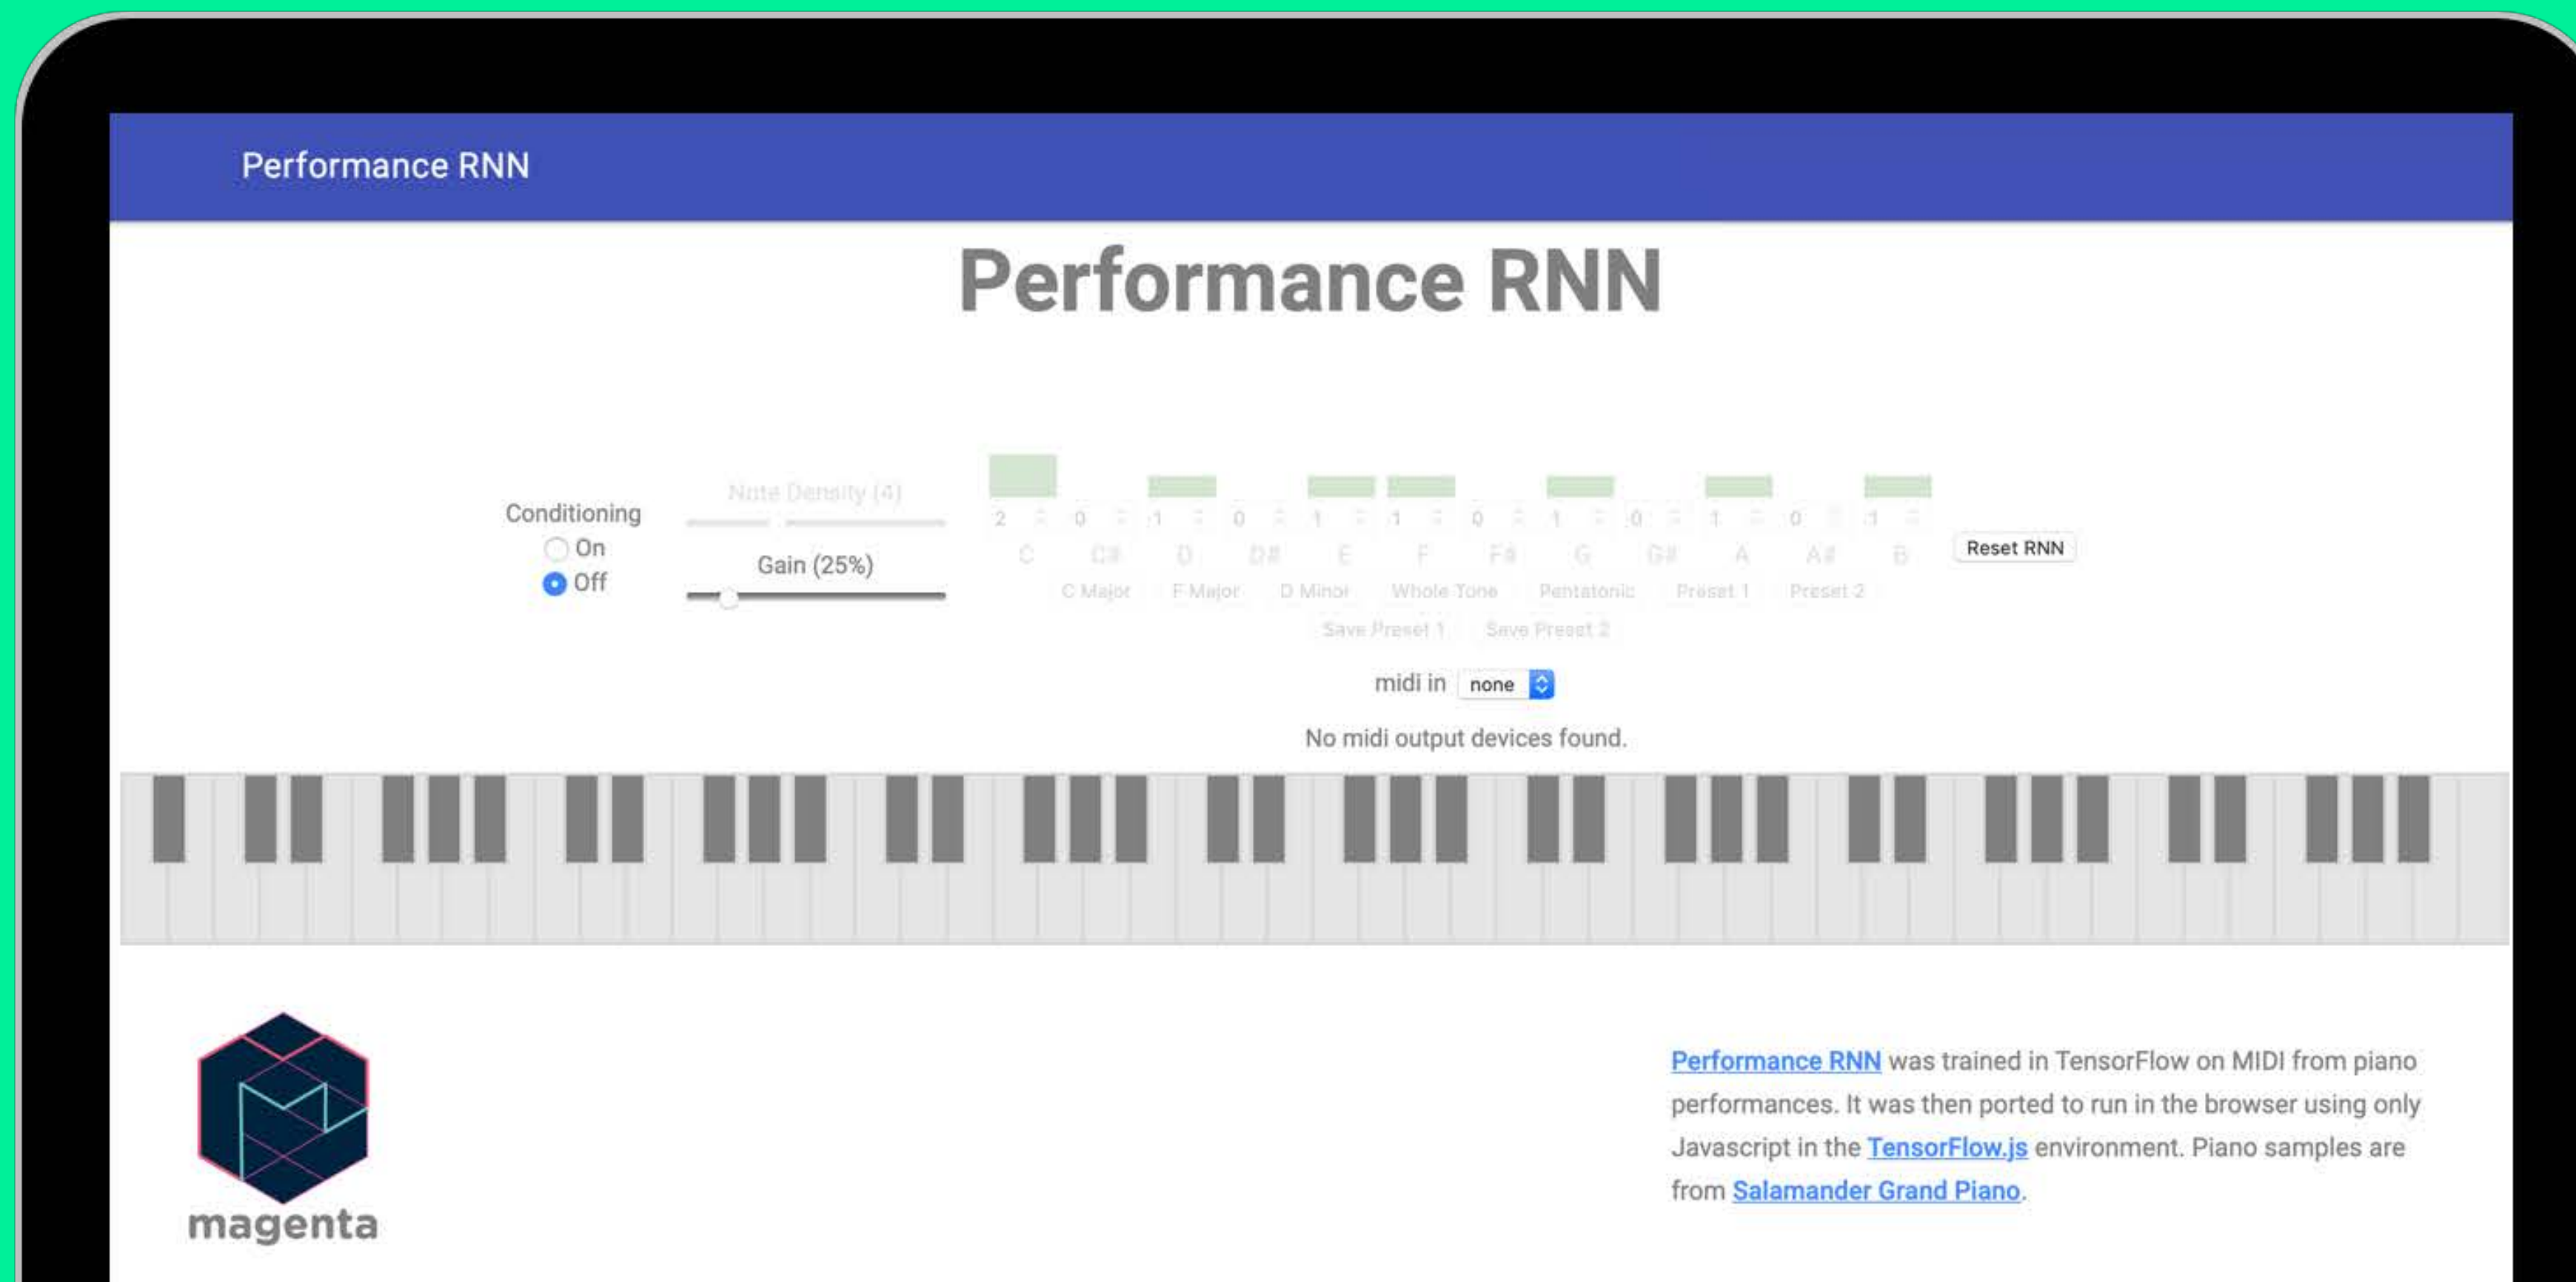 Performance RNN
Performance RNN
Conditioning
On
Off
Note Density (4)
Gain (25%)
2 0 1 0 1 1 0 1 0 1 0 1
C C# D D# E F F# G G# A A# B
C Major F Major D Minor Whole Tone Pentatonic Preset 1 Preset 2
Save Preset 1 Save Preset 2
Reset RNN
midi in none
No midi output devices found.
magenta
Performance RNN was trained in TensorFlow on MIDI from piano
performances. It was then ported to run in the browser using only
Javascript in the TensorFlow.js environment. Piano samples are
from Salamander Grand Piano.